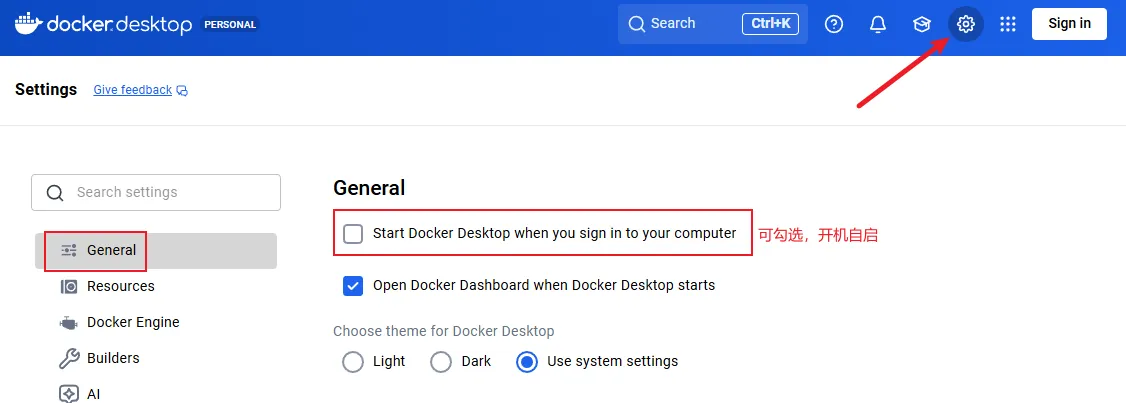 docker.desktop PERSONAL Search Ctrl+K Sign in
Settings Give feedback
Search settings
General
Resources
Docker Engine
Builders
AI
General
Start Docker Desktop when you sign in to your computer 可勾选，开机自启
Open Docker Dashboard when Docker Desktop starts
Choose theme for Docker Desktop
Light Dark Use system settings